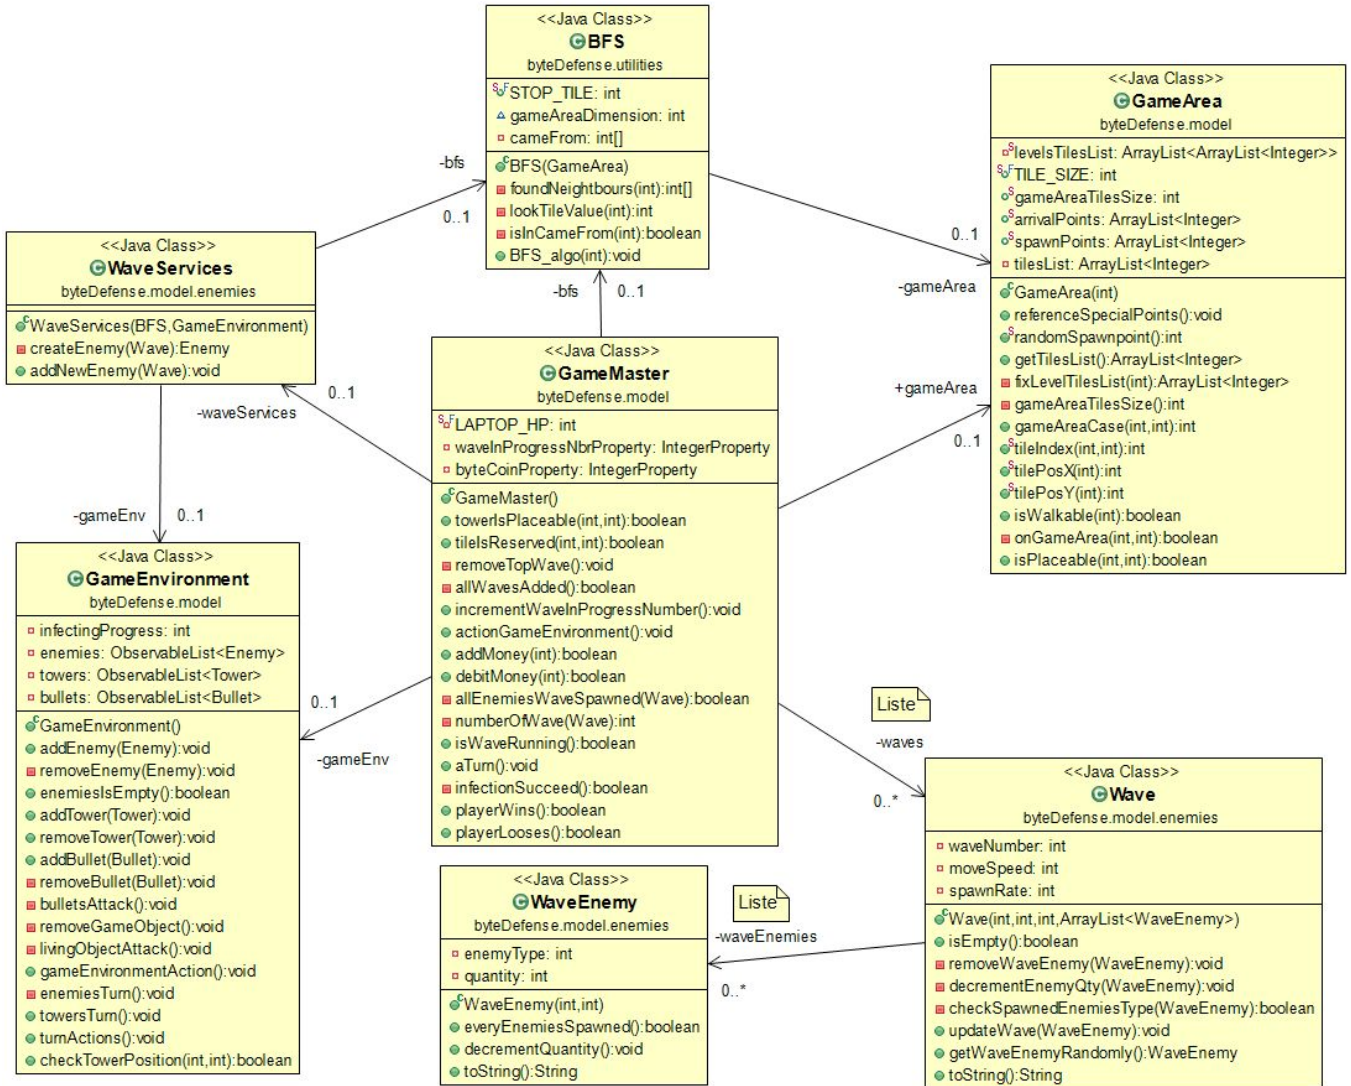 <<Java Class>>
BFS
byteDefense.utilities
STOP_TILE: int
gameAreaDimension: int
cameFrom: int[]
BFS(GameArea)
foundNeightbours(int):int[]
lookTileValue(int):int
isInCameFrom(int):boolean
BFS_algo(int):void
<<Java Class>>
GameArea
byteDefense.model
levelsTilesList: ArrayList<ArrayList<Integer>>
TILE_SIZE: int
gameAreaTilesSize: int
arrivalPoints: ArrayList<Integer>
spawnPoints: ArrayList<Integer>
tilesList: ArrayList<Integer>
GameArea(int)
referenceSpecialPoints():void
randomSpawnpoint():int
getTilesList():ArrayList<Integer>
fixLevelTilesList(int):ArrayList<Integer>
gameAreaTilesSize():int
gameAreaCase(int,int):int
tileIndex(int,int):int
tilePosX(int):int
tilePosY(int):int
isWalkable(int):boolean
onGameArea(int,int):boolean
isPlaceable(int,int):boolean
-bfs
0..1
0..1
-gameArea
<<Java Class>>
WaveServices
byteDefense.model.enemies
WaveServices(BFS,GameEnvironment)
createEnemy(Wave):Enemy
addNewEnemy(Wave):void
-bfs
0..1
0..1
-waveServices
+gameArea
0..1
<<Java Class>>
GameMaster
byteDefense.model
LAPTOP_HP: int
waveInProgressNbrProperty: IntegerProperty
byteCoinProperty: IntegerProperty
GameMaster()
towerIsPlaceable(int,int):boolean
tileIsReserved(int,int):boolean
removeTopWave():void
allWavesAdded():boolean
incrementWaveInProgressNumber():void
actionGameEnvironment():void
addMoney(int):boolean
debitMoney(int):boolean
allEnemiesWaveSpawned(Wave):boolean
numberOfWave(Wave):int
isWaveRunning():boolean
aTurn():void
infectionSucceed():boolean
playerWins():boolean
playerLooses():boolean
-gameEnv
0..1
<<Java Class>>
GameEnvironment
byteDefense.model
infectingProgress: int
enemies: ObservableList<Enemy>
towers: ObservableList<Tower>
bullets: ObservableList<Bullet>
GameEnvironment()
addEnemy(Enemy):void
removeEnemy(Enemy):void
enemiesIsEmpty():boolean
addTower(Tower):void
removeTower(Tower):void
addBullet(Bullet):void
removeBullet(Bullet):void
bulletsAttack():void
removeGameObject():void
livingObjectAttack():void
gameEnvironmentAction():void
enemiesTurn():void
towersTurn():void
turnActions():void
checkTowerPosition(int,int):boolean
0..1
-gameEnv
Liste
-waves
0..*
<<Java Class>>
Wave
byteDefense.model.enemies
waveNumber: int
moveSpeed: int
spawnRate: int
Wave(int,int,int,ArrayList<WaveEnemy>)
isEmpty():boolean
removeWaveEnemy(WaveEnemy):void
decrementEnemyQty(WaveEnemy):void
checkSpawnedEnemiesType(WaveEnemy):boolean
updateWave(WaveEnemy):void
getWaveEnemyRandomly():WaveEnemy
toString():String
Liste
-waveEnemies
0..*
<<Java Class>>
WaveEnemy
byteDefense.model.enemies
enemyType: int
quantity: int
WaveEnemy(int,int)
everyEnemiesSpawned():boolean
decrementQuantity():void
toString():String